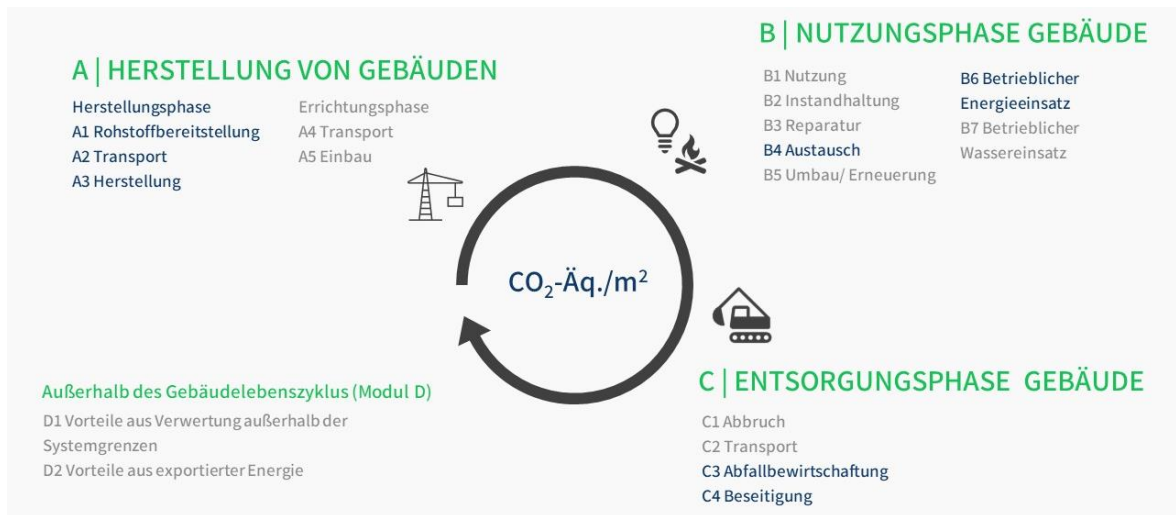 A | HERSTELLUNG VON GEBÄUDEN
Herstellungsphase
A1 Rohstoffbereitstellung
A2 Transport
A3 Herstellung
Errichtungsphase
A4 Transport
A5 Einbau
B | NUTZUNGSPHASE GEBÄUDE
B1 Nutzung
B2 Instandhaltung
B3 Reparatur
B4 Austausch
B5 Umbau/ Erneuerung
B6 Betrieblicher
Energieeinsatz
B7 Betrieblicher
Wassereinsatz
CO₂-Äq./m²
Außerhalb des Gebäudelebenszyklus (Modul D)
D1 Vorteile aus Verwertung außerhalb der
Systemgrenzen
D2 Vorteile aus exportierter Energie
C | ENTSORGUNGSPHASE GEBÄUDE
C1 Abbruch
C2 Transport
C3 Abfallbewirtschaftung
C4 Beseitigung